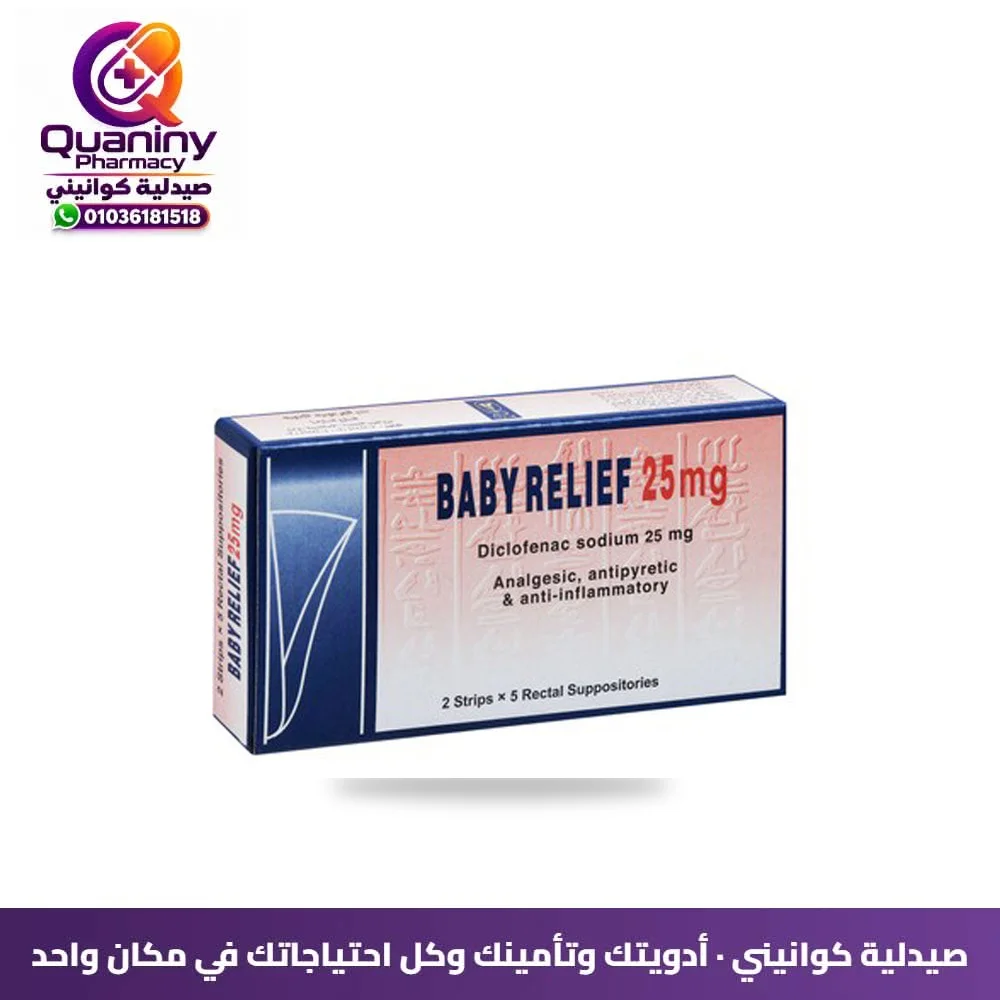 Quaniny
Pharmacy
صيدلية كوانيني
01036181518
BABY RELIEF 25mg
Diclofenac sodium 25 mg
Analgesic, antipyretic
& anti-inflammatory
2 Strips × 5 Rectal Suppositories
BABY RELIEF 25mg
2 Strips × 5 Rectal Suppositories
صيدلية كوانيني · أدويتك وتأمينك وكل احتياجاتك في مكان واحد